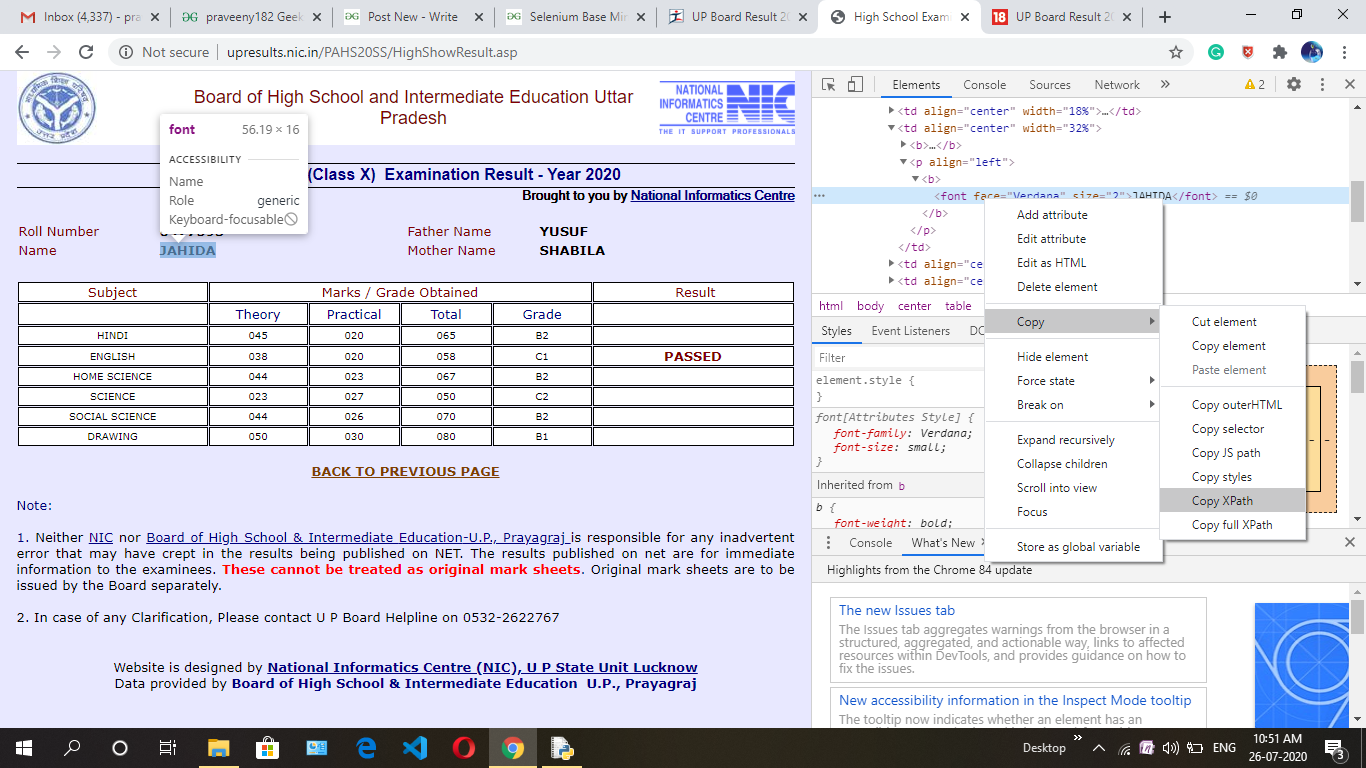 Inbox (4,337) - pra
praveeny182 Geek
Post New - Write
Selenium Base Min
UP Board Result 20
High School Exam
18 UP Board Result 20
Not secure | upresults.nic.in/PAHS20SS/HighShowResult.asp
Board of High School and Intermediate Education Uttar
Pradesh
NATIONAL
INFORMATICS
CENTRE
NIC
THE IT SUPPORT PROFESSIONALS
font 56.19 × 16
ACCESSIBILITY
Name
Role generic
Keyboard-focusable
(Class X) Examination Result - Year 2020
Brought to you by National Informatics Centre
Roll Number
Father Name YUSUF
Name JAHIDA
Mother Name SHABILA
Subject Marks / Grade Obtained Result
Theory Practical Total Grade
HINDI 045 020 065 B2
ENGLISH 038 020 058 C1 PASSED
HOME SCIENCE 044 023 067 B2
SCIENCE 023 027 050 C2
SOCIAL SCIENCE 044 026 070 B2
DRAWING 050 030 080 B1
BACK TO PREVIOUS PAGE
Note:
1. Neither NIC nor Board of High School & Intermediate Education-U.P., Prayagraj is responsible for any inadvertent
error that may have crept in the results being published on NET. The results published on net are for immediate
information to the examinees. These cannot be treated as original mark sheets. Original mark sheets are to be
issued by the Board separately.
2. In case of any Clarification, Please contact U P Board Helpline on 0532-2622767
Website is designed by National Informatics Centre (NIC), U P State Unit Lucknow
Data provided by Board of High School & Intermediate Education U.P., Prayagraj
Elements Console Sources Network » 2
<td align="center" width="18%">…</td>
<td align="center" width="32%">
<b>…</b>
<p align="left">
<b>
<font face="Verdana" size="2">JAHIDA</font> == $0
</b>
</p>
</td>
<td align="ce
<td align="ce
html body center table
Styles Event Listeners DO
Filter
element.style {
}
font[Attributes Style] {
font-family: Verdana;
font-size: small;
}
Inherited from b
b {
font-weight: bold;
Add attribute
Edit attribute
Edit as HTML
Delete element
Copy
Hide element
Force state
Break on
Expand recursively
Collapse children
Scroll into view
Focus
Store as global variable
Cut element
Copy element
Paste element
Copy outerHTML
Copy selector
Copy JS path
Copy styles
Copy XPath
Copy full XPath
Console What's New
Highlights from the Chrome 84 update
The new Issues tab
The Issues tab aggregates warnings from the browser in a
structured, aggregated, and actionable way, links to affected
resources within DevTools, and provides guidance on how to
fix the issues.
New accessibility information in the Inspect Mode tooltip
The tooltip now indicates whether an element has an
Desktop » ENG 10:51 AM
26-07-2020 3